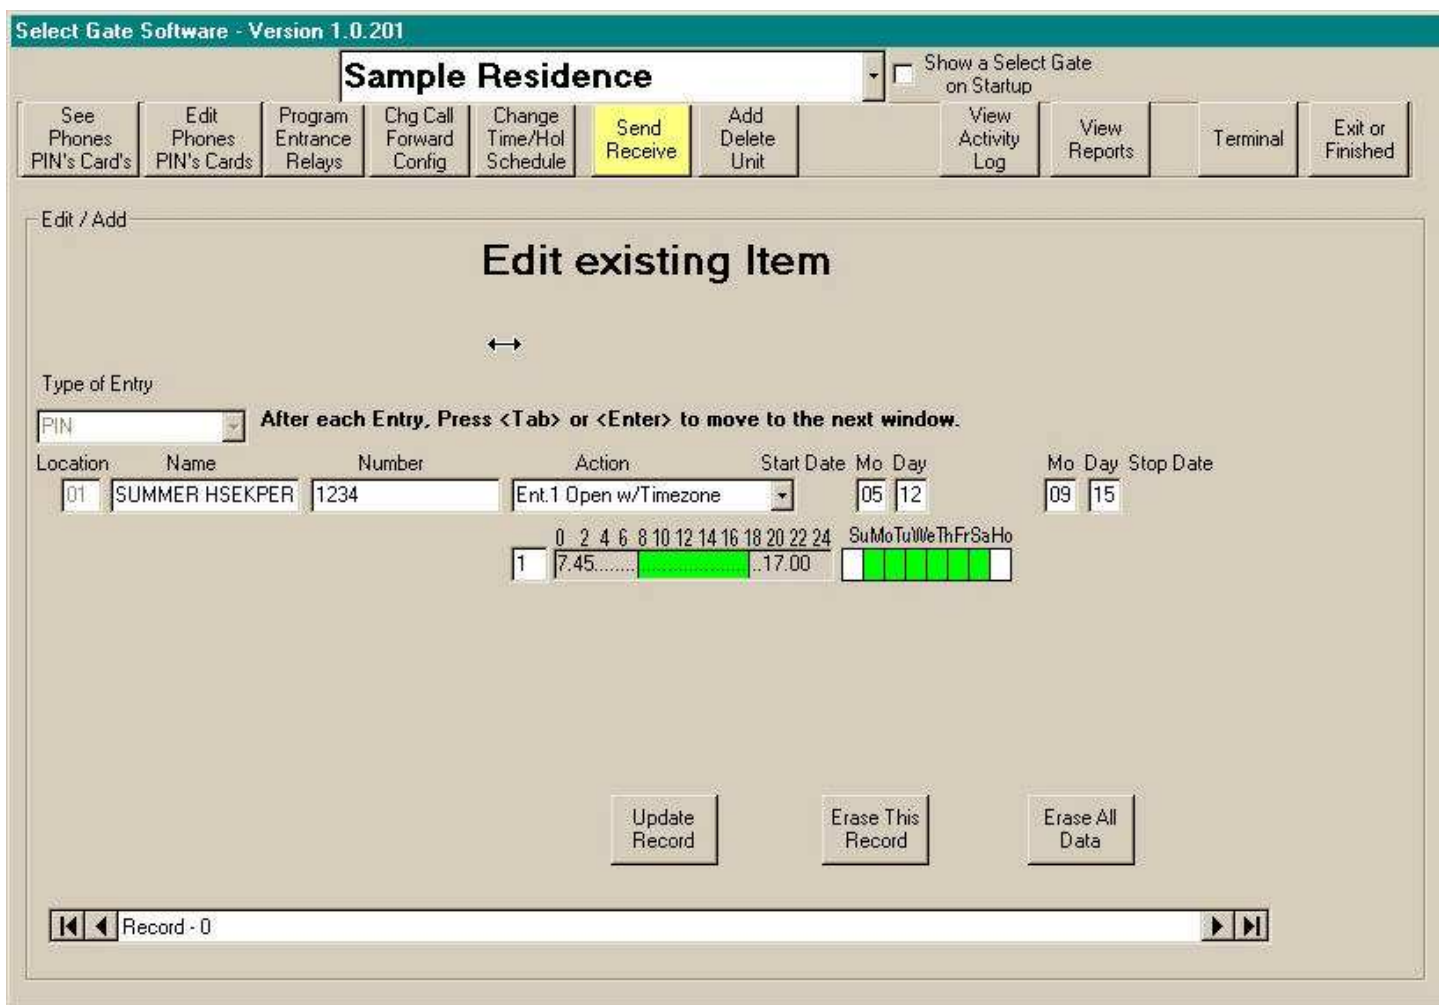 Select Gate Software - Version 1.0.201
Sample Residence
Show a Select Gate
on Startup
See
Phones
PIN's Card's
Edit
Phones
PIN's Cards
Program
Entrance
Relays
Chg Call
Forward
Config
Change
Time/Hol
Schedule
Send
Receive
Add
Delete
Unit
View
Activity
Log
View
Reports
Terminal
Exit or
Finished
Edit / Add
Edit existing Item
Type of Entry
PIN
After each Entry, Press <Tab> or <Enter> to move to the next window.
Location Name Number Action Start Date Mo Day Mo Day Stop Date
01 SUMMER HSEKPER 1234 Ent.1 Open w/Timezone 05 12 09 15
0 2 4 6 8 10 12 14 16 18 20 22 24 SuMoTuWeThFrSaHo
1 7.45...........................17.00
Update
Record
Erase This
Record
Erase All
Data
Record - 0